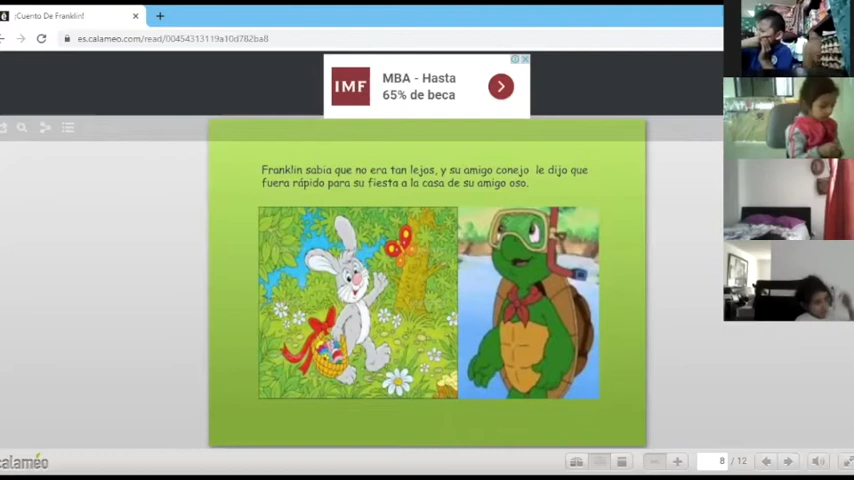 ¡Cuento De Franklin!
es.calameo.com/read/00454313119a10d782ba8
IMF
MBA - Hasta
65% de beca
Franklin sabia que no era tan lejos, y su amigo conejo le dijo que
fuera rápido para su fiesta a la casa de su amigo oso.
calaméo
8 / 12